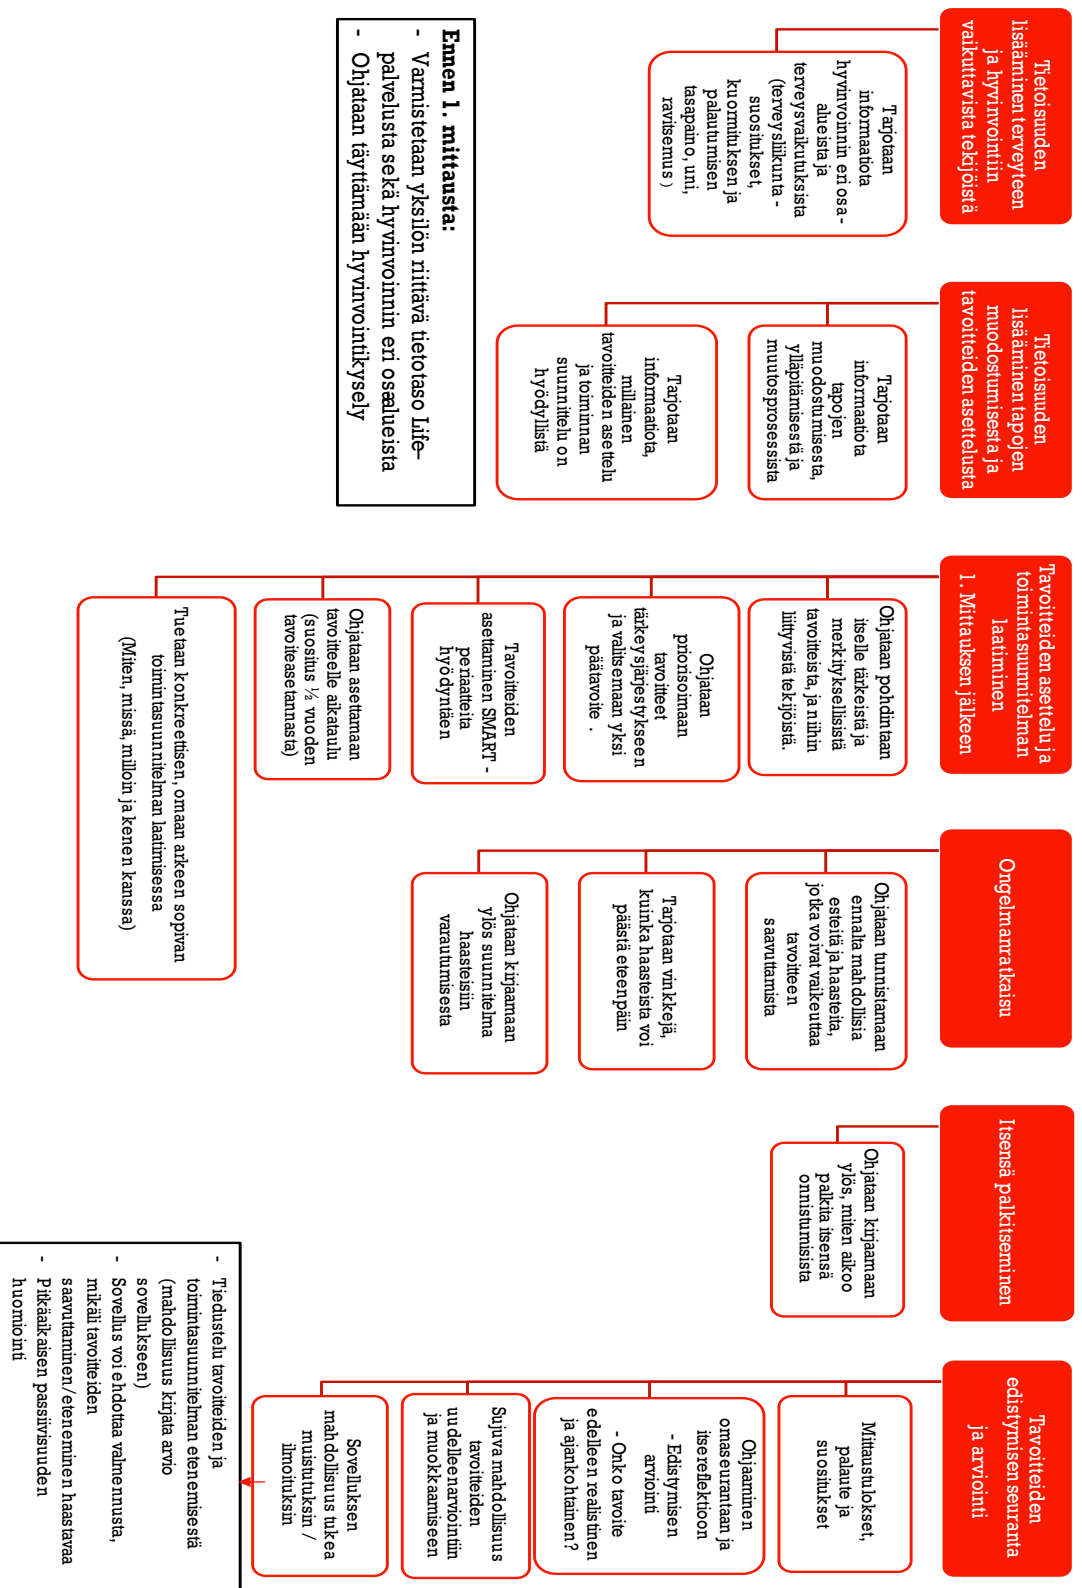 Tietoisuuden
lisääminen terveyteen
ja hyvinvointiin
vaikuttavista tekijöistä
Tarjotaan
informaatiota
hyvinvoinnin eri osa-
alueista ja
terveysvaikutuksista
(terveysliikunta -
suositukset,
kuormituksen ja
palautumisen
tasapaino, uni,
ravitsemus )
Ennen 1. mittausta:
- Varmistetaan yksilön riittävä tietotaso Life–
palvelusta sekä hyvinvoinnin eri osa-alueista
- Ohjataan täyttämään hyvinvointikysely
Tietoisuuden
lisääminen tapojen
muodostumisesta ja
tavoitteiden asettelusta
Tarjotaan
informaatiota
tapojen
muodostumisesta,
ylläpitämisestä ja
muutosprosessista
Tarjotaan
informaatiota,
millainen
tavoitteiden asettelu
ja toiminnan
suunnittelu on
hyödyllistä
Tavoitteiden asettelu ja
toimintasuunnitelman
laatiminen
1. Mittauksen jälkeen
Ohjataan pohdintaan
itselle tärkeistä ja
merkityksellisistä
tavoitteista, ja niihin
liittyvistä tekijöistä.
Ohjataan
priorisoimaan
tavoitteet
tärkeysjärjestykseen
ja valitsemaan yksi
päätavoite .
Tavoitteiden
asettaminen SMART -
periaatteita
hyödyntäen
Ohjataan asettamaan
tavoitteelle aikataulu
(suositus ½ vuoden
tavoiteasetannasta)
Tuetaan konkreettisen, omaan arkeen sopivan
toimintasuunnitelman laatimisessa
(Miten, missä, milloin ja kenen kanssa)
Ongelmanratkaisu
Ohjataan tunnistamaan
ennalta mahdollisia
esteitä ja haasteita,
jotka voivat vaikeuttaa
tavoitteen
saavuttamista
Tarjotaan vinkkejä,
kuinka haasteista voi
päästä eteenpäin
Ohjataan kirjaamaan
ylös suunnitelma
haasteisiin
varautumisesta
Itsensä palkitseminen
Ohjataan kirjaamaan
ylös, miten aikoo
palkita itsensä
onnistumisista
Tavoitteiden
edistymisen seuranta
ja arviointi
Mittaustulokset,
palaute ja
suositukset
Ohjaaminen
omaseurantaan ja
itsereflektioon
- Edistymisen
arviointi
- Onko tavoite
edelleen realistinen
ja ajankohtainen?
Sujuva mahdollisuus
tavoitteiden
uudelleenarviointiin
ja muokkaamiseen
Sovelluksen
mahdollisuus tukea
muistutuksin /
ilmoituksin
- Tiedustelu tavoitteiden ja
toimintasuunnitelman etenemisestä
(mahdollisuus kirjata arvio
sovellukseen)
- Sovellus voi ehdottaa valmennusta,
mikäli tavoitteiden
saavuttaminen/eteneminen haastavaa
- Pitkäaikaisen passiivisuuden
huomiointi